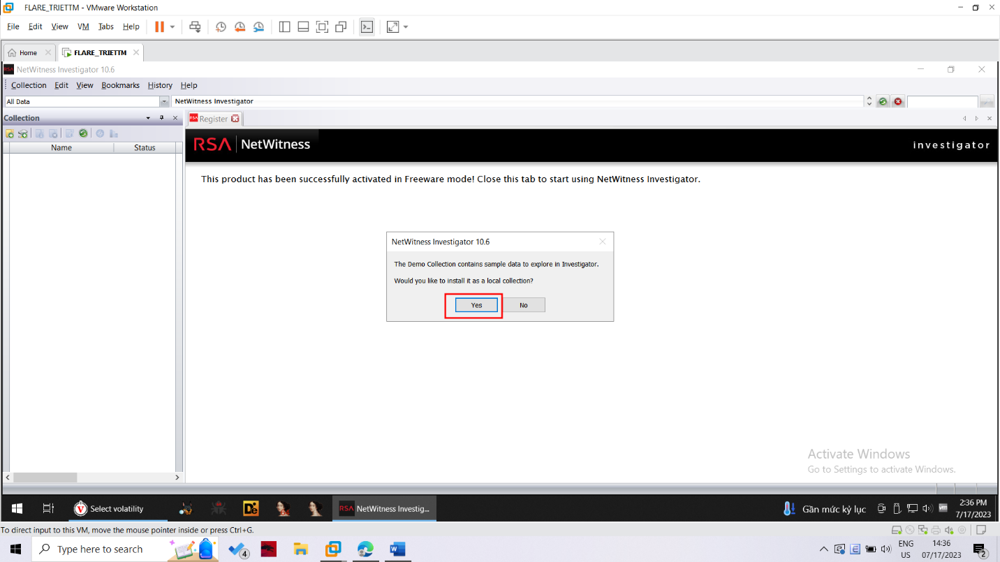 FLARE_TRIETTM - VMware Workstation
File Edit View VM Tabs Help
Home FLARE_TRIETTM
RSA NetWitness Investigator 10.6
Collection Edit View Bookmarks History Help
All Data NetWitness Investigator
Collection
RSA Register
Name Status
RSA NetWitness
investigator
This product has been successfully activated in Freeware mode! Close this tab to start using NetWitness Investigator.
NetWitness Investigator 10.6
The Demo Collection contains sample data to explore in Investigator.
Would you like to install it as a local collection?
Yes No
Activate Windows
Go to Settings to activate Windows.
Select volatility
RSA NetWitness Investig...
Gần mức kỷ lục
vm
2:36 PM
7/17/2023
To direct input to this VM, move the mouse pointer inside or press Ctrl+G.
Type here to search
4
ENG
US
14:36
07/17/2023
2